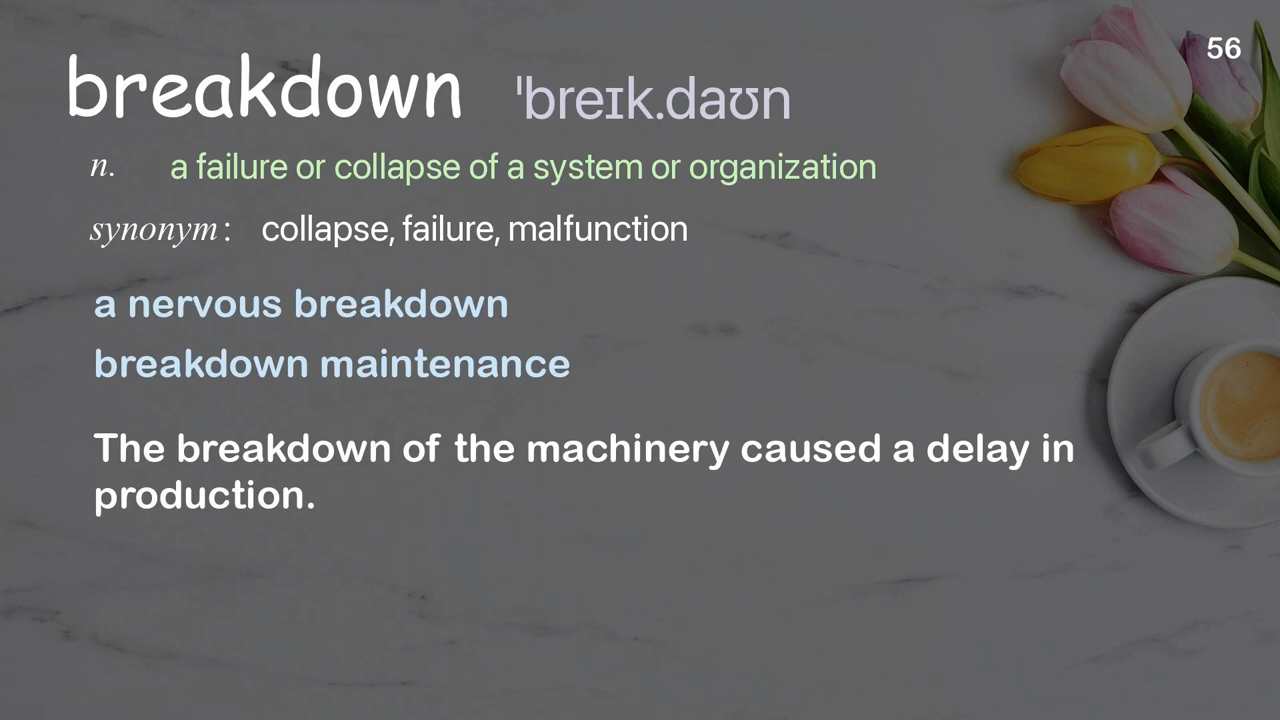 56
breakdown ˈbreɪk.daʊn
n. a failure or collapse of a system or organization
synonym: collapse, failure, malfunction
a nervous breakdown
breakdown maintenance
The breakdown of the machinery caused a delay in
production.